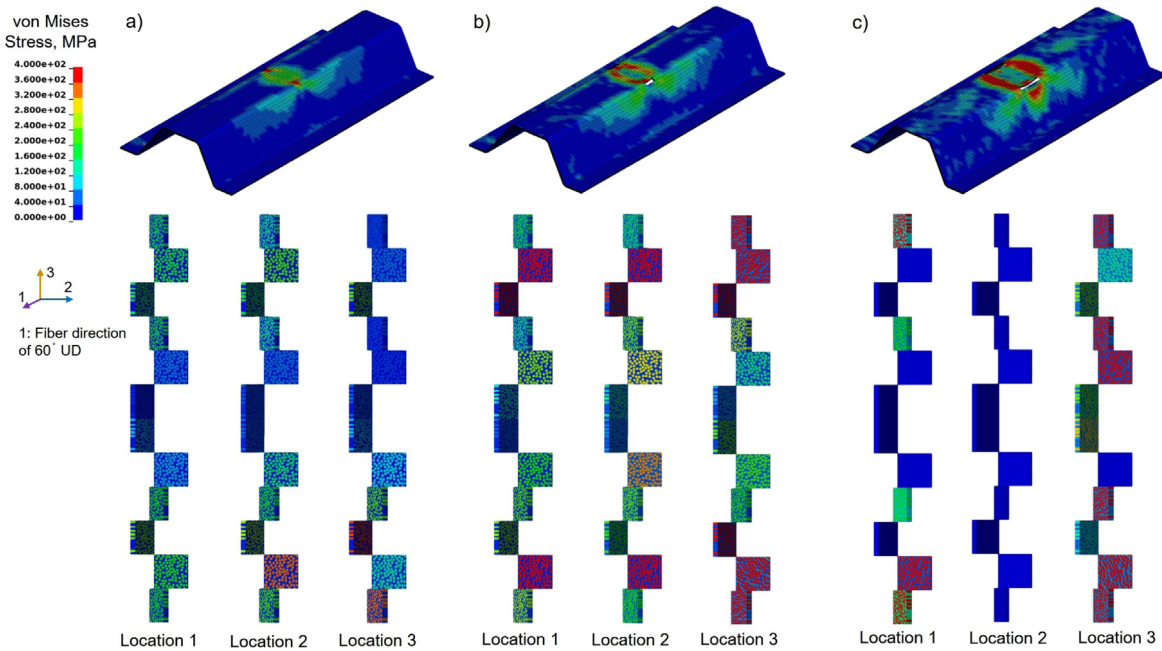 von Mises
Stress, MPa
4.000e+02
3.600e+02
3.200e+02
2.800e+02
2.400e+02
2.000e+02
1.600e+02
1.200e+02
8.000e+01
4.000e+01
0.000e+00
a)
b)
c)
3
1
2
1: Fiber direction
of 60° UD
Location 1
Location 2
Location 3
Location 1
Location 2
Location 3
Location 1
Location 2
Location 3